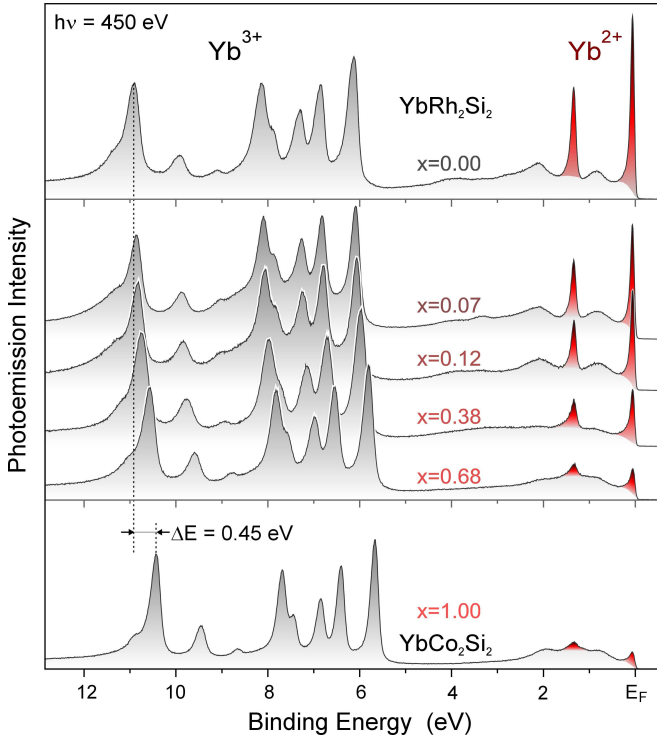 hν = 450 eV
Yb³⁺
Yb²⁺
YbRh₂Si₂
x=0.00
x=0.07
x=0.12
x=0.38
x=0.68
ΔE = 0.45 eV
x=1.00
YbCo₂Si₂
12 10 8 6 4 2 E_F
Binding Energy (eV)
Photoemission Intensity